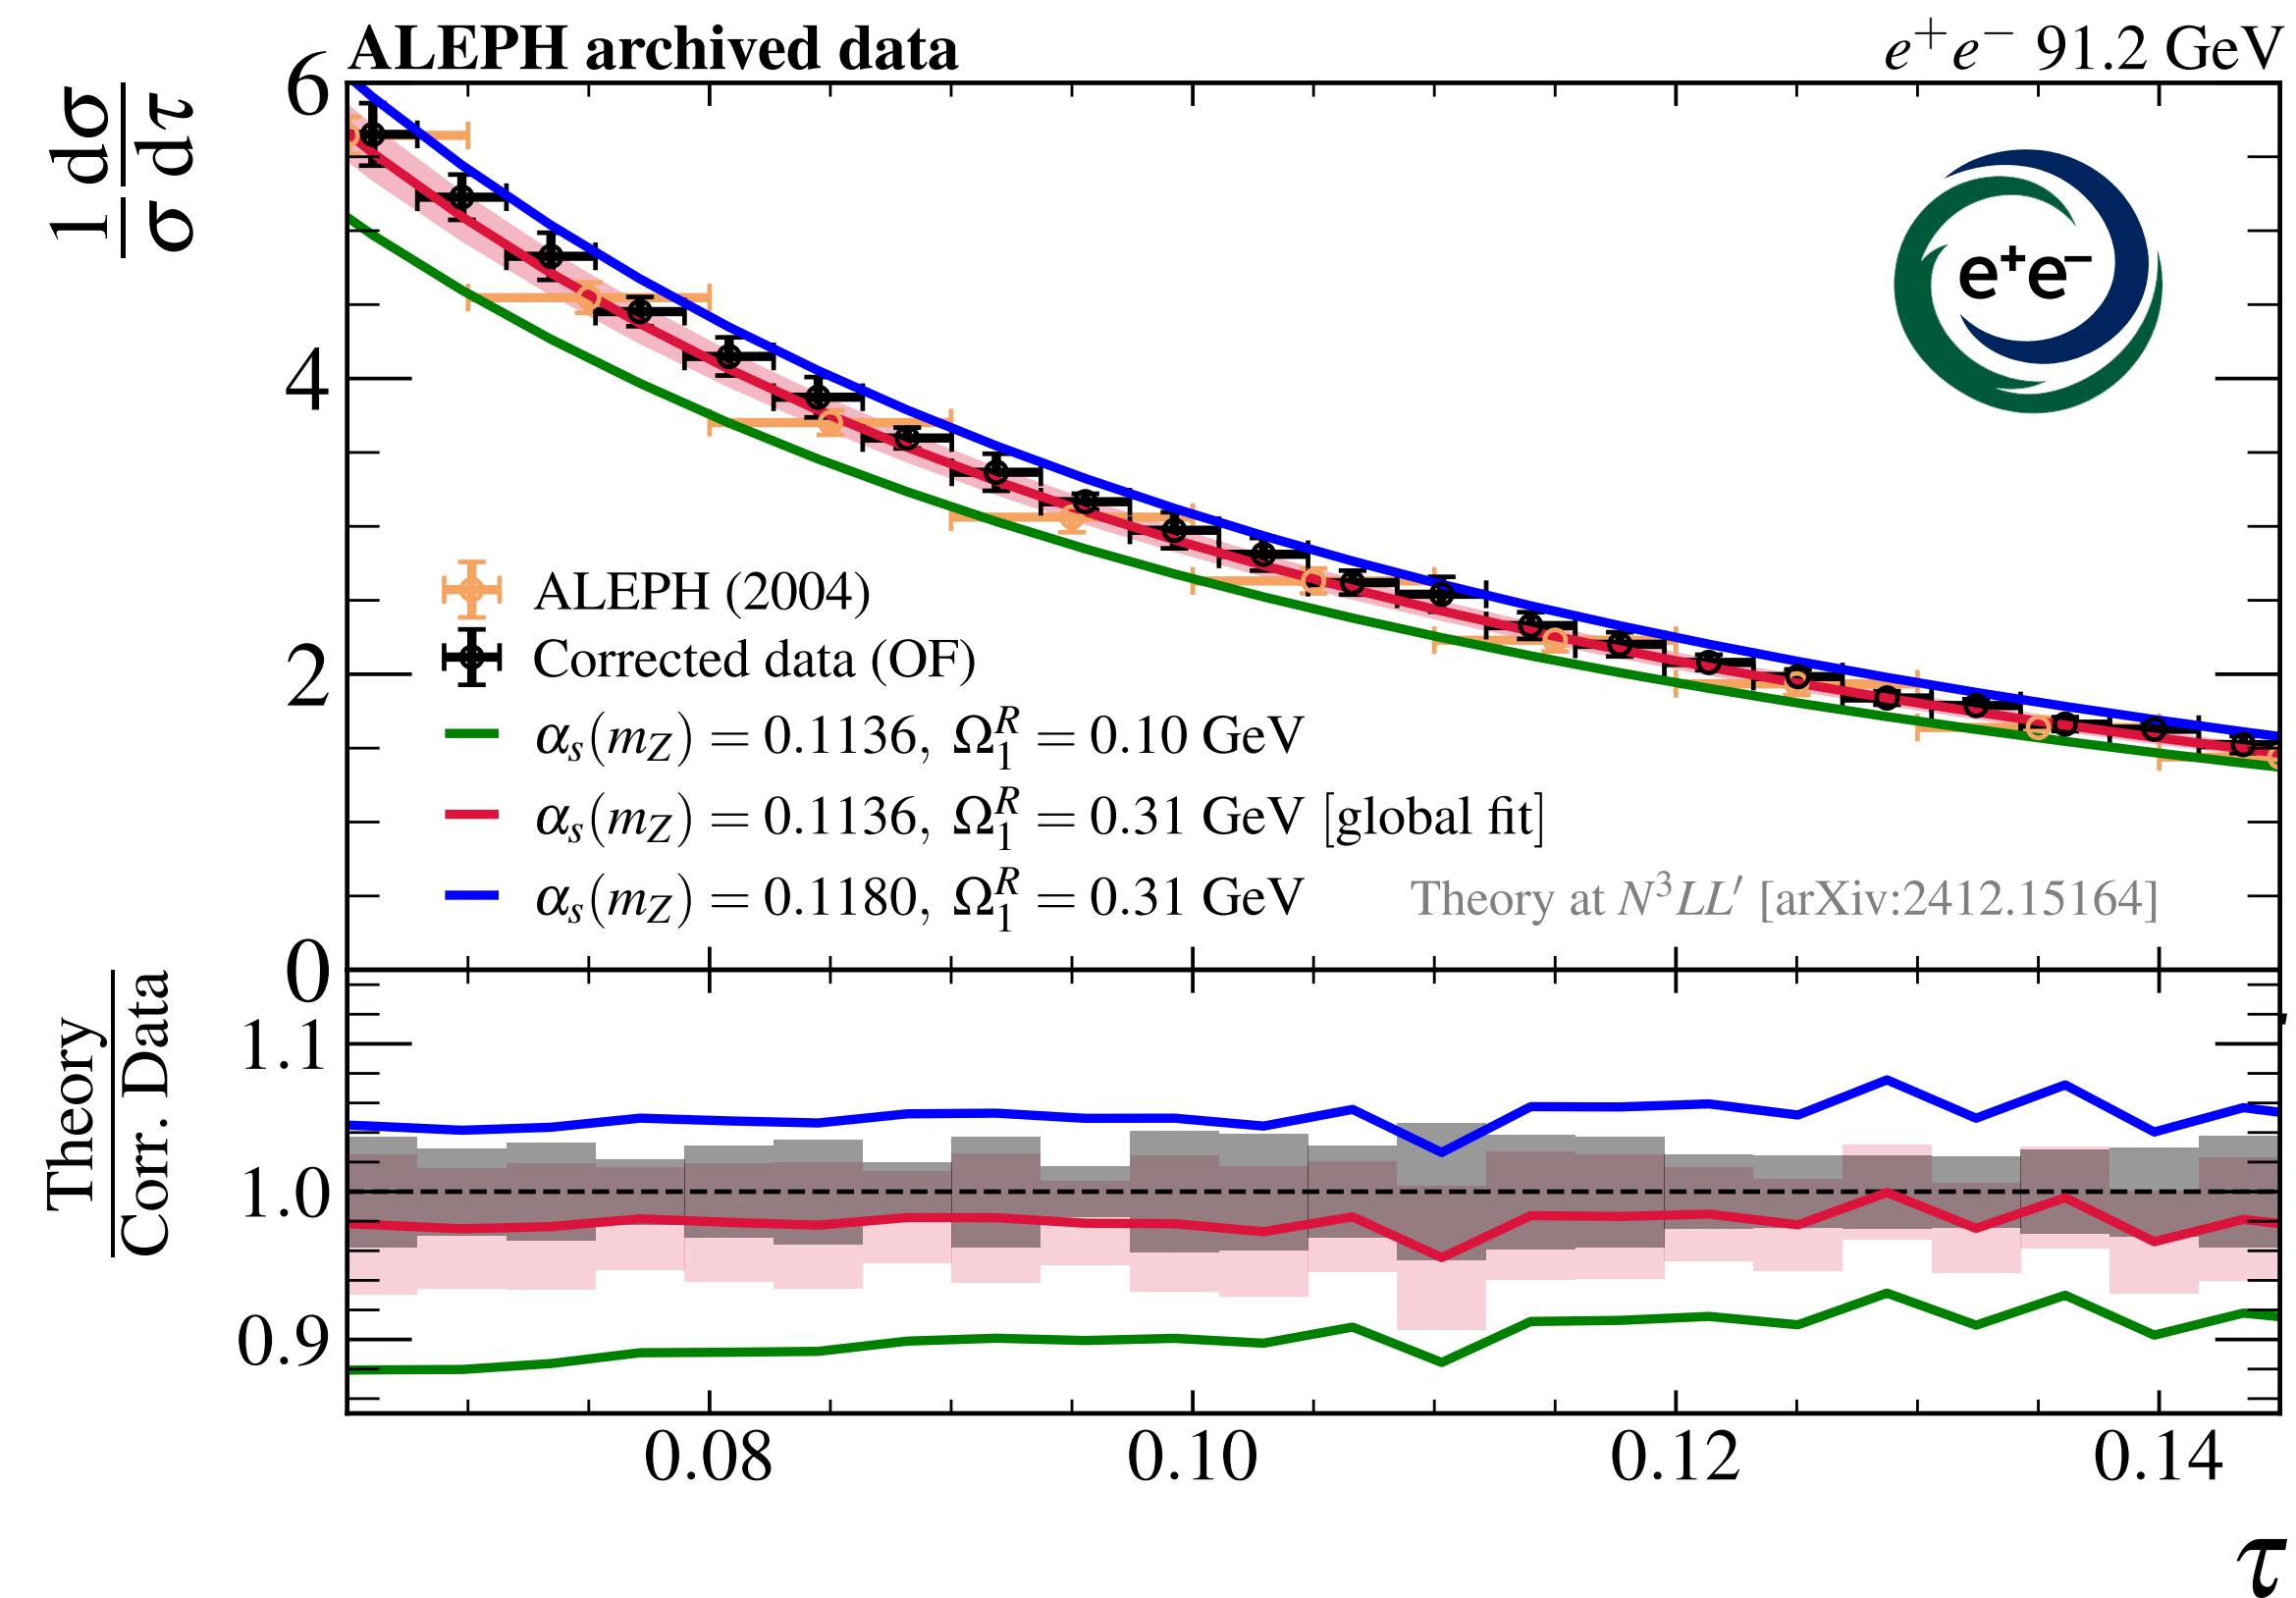 ALEPH archived data
e⁺e⁻ 91.2 GeV
1/σ dσ/dτ
6
4
2
0
e⁺e⁻
ALEPH (2004)
Corrected data (OF)
αₛ(m_Z) = 0.1136, Ω₁ᴿ = 0.10 GeV
αₛ(m_Z) = 0.1136, Ω₁ᴿ = 0.31 GeV [global fit]
αₛ(m_Z) = 0.1180, Ω₁ᴿ = 0.31 GeV
Theory at N³LL′ [arXiv:2412.15164]
Theory
Corr. Data
1.1
1.0
0.9
0.08 0.10 0.12 0.14
τ